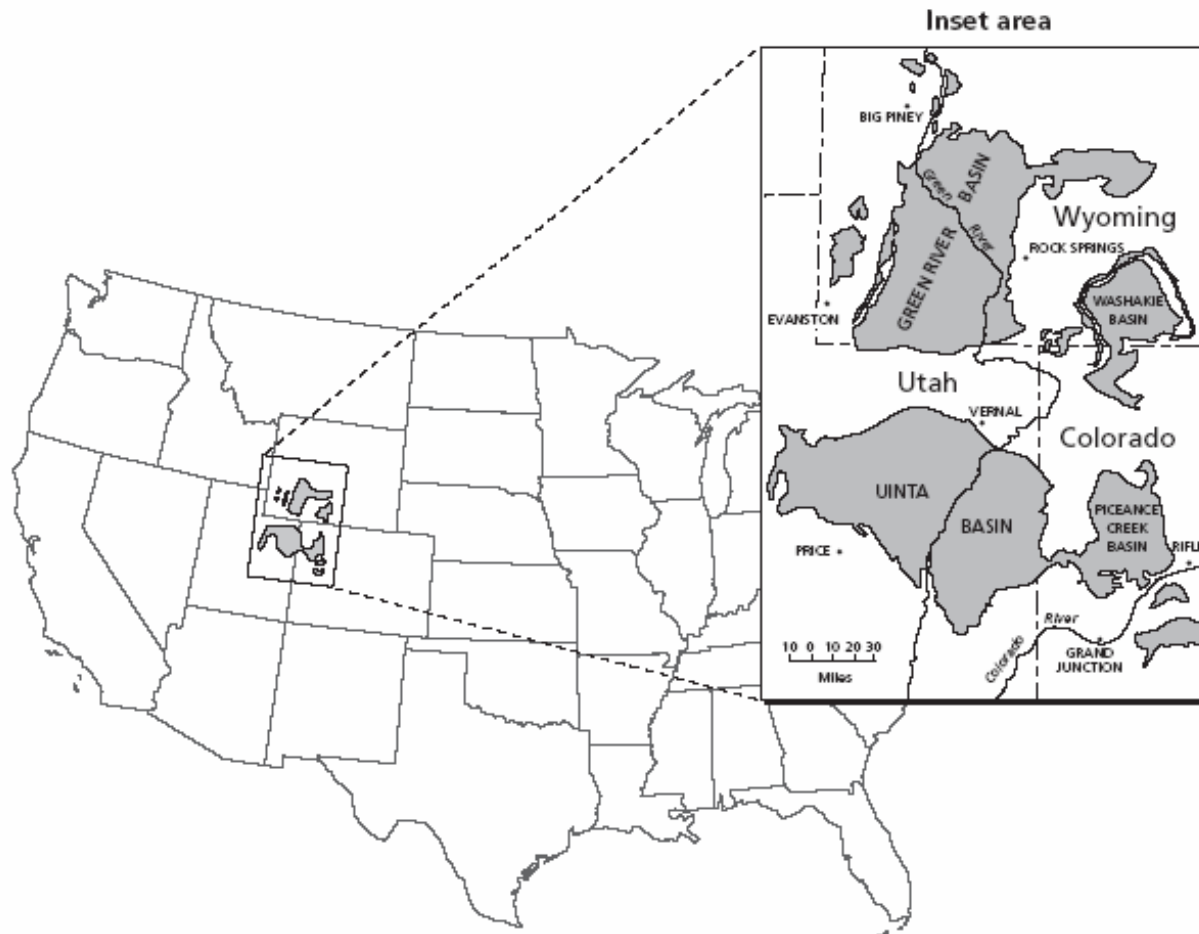 Inset area
BIG PINEY
Green
River
BASIN
GREEN RIVER
Wyoming
ROCK SPRINGS
WASHAKIE
BASIN
EVANSTON
Utah
VERNAL
Colorado
UINTA
BASIN
PICEANCE
CREEK
BASIN
PRICE
RIFL
River
Colorado
GRAND
JUNCTION
10 0 10 20 30
Miles